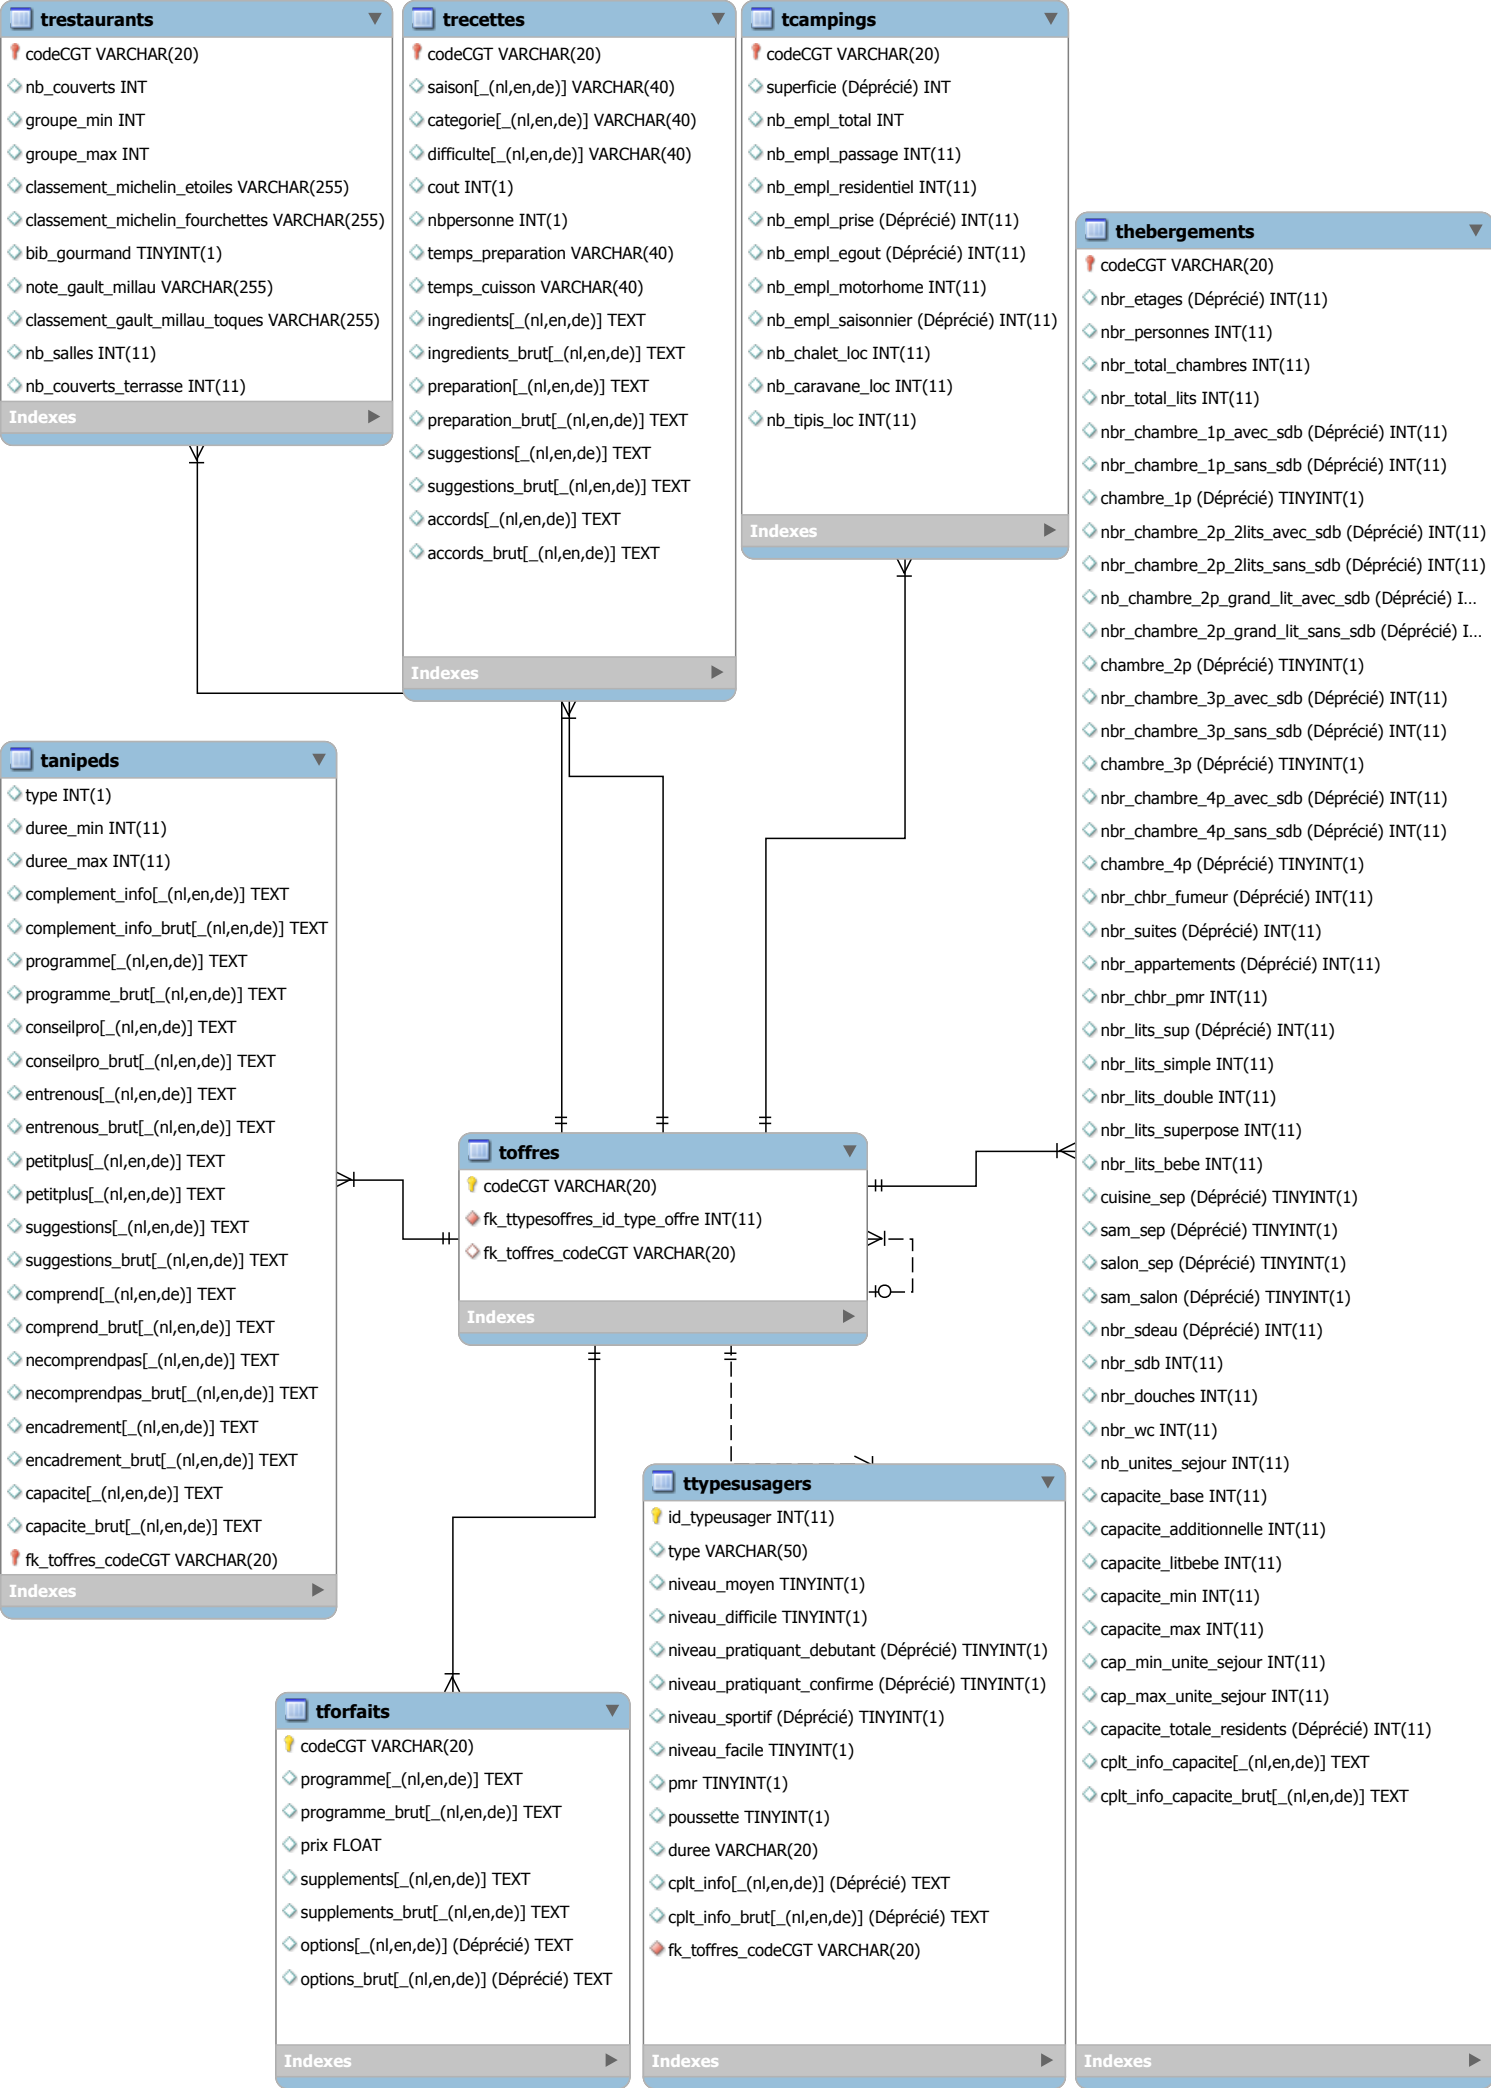 trestaurants
codeCGT VARCHAR(20)
nb_couverts INT
groupe_min INT
groupe_max INT
classement_michelin_etoiles VARCHAR(255)
classement_michelin_fourchettes VARCHAR(255)
bib_gourmand TINYINT(1)
note_gault_millau VARCHAR(255)
classement_gault_millau_toques VARCHAR(255)
nb_salles INT(11)
nb_couverts_terrasse INT(11)
Indexes
trecettes
codeCGT VARCHAR(20)
saison[_(nl,en,de)] VARCHAR(40)
categorie[_(nl,en,de)] VARCHAR(40)
difficulte[_(nl,en,de)] VARCHAR(40)
cout INT(1)
nbpersonne INT(1)
temps_preparation VARCHAR(40)
temps_cuisson VARCHAR(40)
ingredients[_(nl,en,de)] TEXT
ingredients_brut[_(nl,en,de)] TEXT
preparation[_(nl,en,de)] TEXT
preparation_brut[_(nl,en,de)] TEXT
suggestions[_(nl,en,de)] TEXT
suggestions_brut[_(nl,en,de)] TEXT
accords[_(nl,en,de)] TEXT
accords_brut[_(nl,en,de)] TEXT
Indexes
tcampings
codeCGT VARCHAR(20)
superficie (Déprécié) INT
nb_empl_total INT
nb_empl_passage INT(11)
nb_empl_residentiel INT(11)
nb_empl_prise (Déprécié) INT(11)
nb_empl_egout (Déprécié) INT(11)
nb_empl_motorhome INT(11)
nb_empl_saisonnier (Déprécié) INT(11)
nb_chalet_loc INT(11)
nb_caravane_loc INT(11)
nb_tipis_loc INT(11)
Indexes
thebergements
codeCGT VARCHAR(20)
nbr_etages (Déprécié) INT(11)
nbr_personnes INT(11)
nbr_total_chambres INT(11)
nbr_total_lits INT(11)
nbr_chambre_1p_avec_sdb (Déprécié) INT(11)
nbr_chambre_1p_sans_sdb (Déprécié) INT(11)
chambre_1p (Déprécié) TINYINT(1)
nbr_chambre_2p_2lits_avec_sdb (Déprécié) INT(11)
nbr_chambre_2p_2lits_sans_sdb (Déprécié) INT(11)
nb_chambre_2p_grand_lit_avec_sdb (Déprécié) I...
nbr_chambre_2p_grand_lit_sans_sdb (Déprécié) I...
chambre_2p (Déprécié) TINYINT(1)
nbr_chambre_3p_avec_sdb (Déprécié) INT(11)
nbr_chambre_3p_sans_sdb (Déprécié) INT(11)
chambre_3p (Déprécié) TINYINT(1)
nbr_chambre_4p_avec_sdb (Déprécié) INT(11)
nbr_chambre_4p_sans_sdb (Déprécié) INT(11)
chambre_4p (Déprécié) TINYINT(1)
nbr_chbr_fumeur (Déprécié) INT(11)
nbr_suites (Déprécié) INT(11)
nbr_appartements (Déprécié) INT(11)
nbr_chbr_pmr INT(11)
nbr_lits_sup (Déprécié) INT(11)
nbr_lits_simple INT(11)
nbr_lits_double INT(11)
nbr_lits_superpose INT(11)
nbr_lits_bebe INT(11)
cuisine_sep (Déprécié) TINYINT(1)
sam_sep (Déprécié) TINYINT(1)
salon_sep (Déprécié) TINYINT(1)
sam_salon (Déprécié) TINYINT(1)
nbr_sdeau (Déprécié) INT(11)
nbr_sdb INT(11)
nbr_douches INT(11)
nbr_wc INT(11)
nb_unites_sejour INT(11)
capacite_base INT(11)
capacite_additionnelle INT(11)
capacite_litbebe INT(11)
capacite_min INT(11)
capacite_max INT(11)
cap_min_unite_sejour INT(11)
cap_max_unite_sejour INT(11)
capacite_totale_residents (Déprécié) INT(11)
cplt_info_capacite[_(nl,en,de)] TEXT
cplt_info_capacite_brut[_(nl,en,de)] TEXT
Indexes
tanipeds
type INT(1)
duree_min INT(11)
duree_max INT(11)
complement_info[_(nl,en,de)] TEXT
complement_info_brut[_(nl,en,de)] TEXT
programme[_(nl,en,de)] TEXT
programme_brut[_(nl,en,de)] TEXT
conseilpro[_(nl,en,de)] TEXT
conseilpro_brut[_(nl,en,de)] TEXT
entrenous[_(nl,en,de)] TEXT
entrenous_brut[_(nl,en,de)] TEXT
petitplus[_(nl,en,de)] TEXT
petitplus[_(nl,en,de)] TEXT
suggestions[_(nl,en,de)] TEXT
suggestions_brut[_(nl,en,de)] TEXT
comprend[_(nl,en,de)] TEXT
comprend_brut[_(nl,en,de)] TEXT
necomprendpas[_(nl,en,de)] TEXT
necomprendpas_brut[_(nl,en,de)] TEXT
encadrement[_(nl,en,de)] TEXT
encadrement_brut[_(nl,en,de)] TEXT
capacite[_(nl,en,de)] TEXT
capacite_brut[_(nl,en,de)] TEXT
fk_toffres_codeCGT VARCHAR(20)
Indexes
toffres
codeCGT VARCHAR(20)
fk_ttypesoffres_id_type_offre INT(11)
fk_toffres_codeCGT VARCHAR(20)
Indexes
ttypesusagers
id_typeusager INT(11)
type VARCHAR(50)
niveau_moyen TINYINT(1)
niveau_difficile TINYINT(1)
niveau_pratiquant_debutant (Déprécié) TINYINT(1)
niveau_pratiquant_confirme (Déprécié) TINYINT(1)
niveau_sportif (Déprécié) TINYINT(1)
niveau_facile TINYINT(1)
pmr TINYINT(1)
poussette TINYINT(1)
duree VARCHAR(20)
cplt_info[_(nl,en,de)] (Déprécié) TEXT
cplt_info_brut[_(nl,en,de)] (Déprécié) TEXT
fk_toffres_codeCGT VARCHAR(20)
Indexes
tforfaits
codeCGT VARCHAR(20)
programme[_(nl,en,de)] TEXT
programme_brut[_(nl,en,de)] TEXT
prix FLOAT
supplements[_(nl,en,de)] TEXT
supplements_brut[_(nl,en,de)] TEXT
options[_(nl,en,de)] (Déprécié) TEXT
options_brut[_(nl,en,de)] (Déprécié) TEXT
Indexes